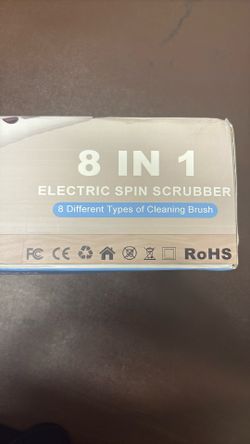 8 IN 1
ELECTRIC SPIN SCRUBBER
8 Different Types of Cleaning Brush
FC CE RoHS